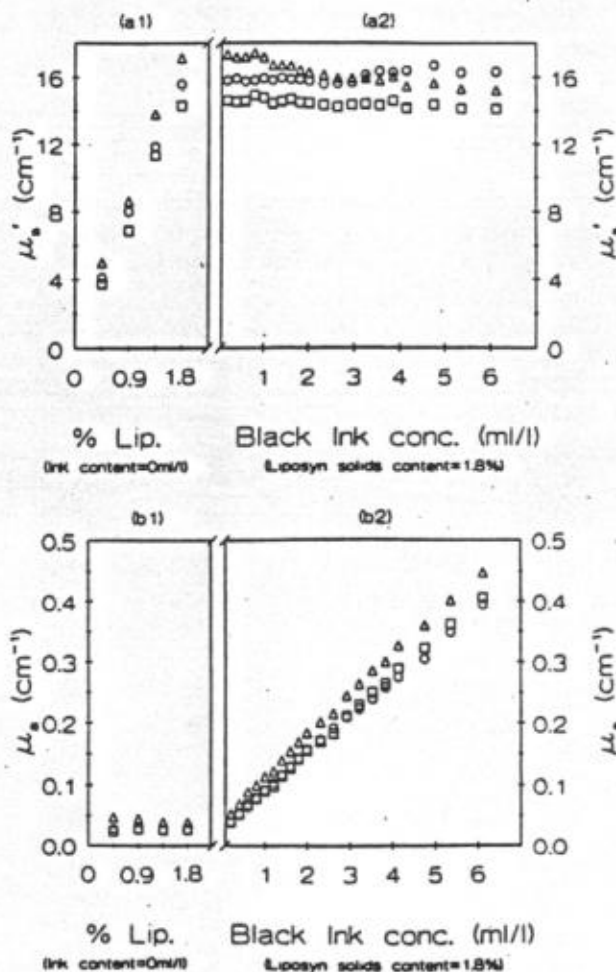 (a1) (a2)
16 16
12 12
8 8
4 4
0 0
μs' (cm⁻¹) μs' (cm⁻¹)
0 0.9 1.8 1 2 3 4 5 6
% Lip. Black Ink conc. (ml/l)
(Ink content=0ml/l) (Liposyn solids content=1.8%)
(b1) (b2)
0.5 0.5
0.4 0.4
0.3 0.3
0.2 0.2
0.1 0.1
0.0 0.0
μa (cm⁻¹) μa (cm⁻¹)
0 0.9 1.8 1 2 3 4 5 6
% Lip. Black Ink conc. (ml/l)
(Ink content=0ml/l) (Liposyn solids content=1.8%)